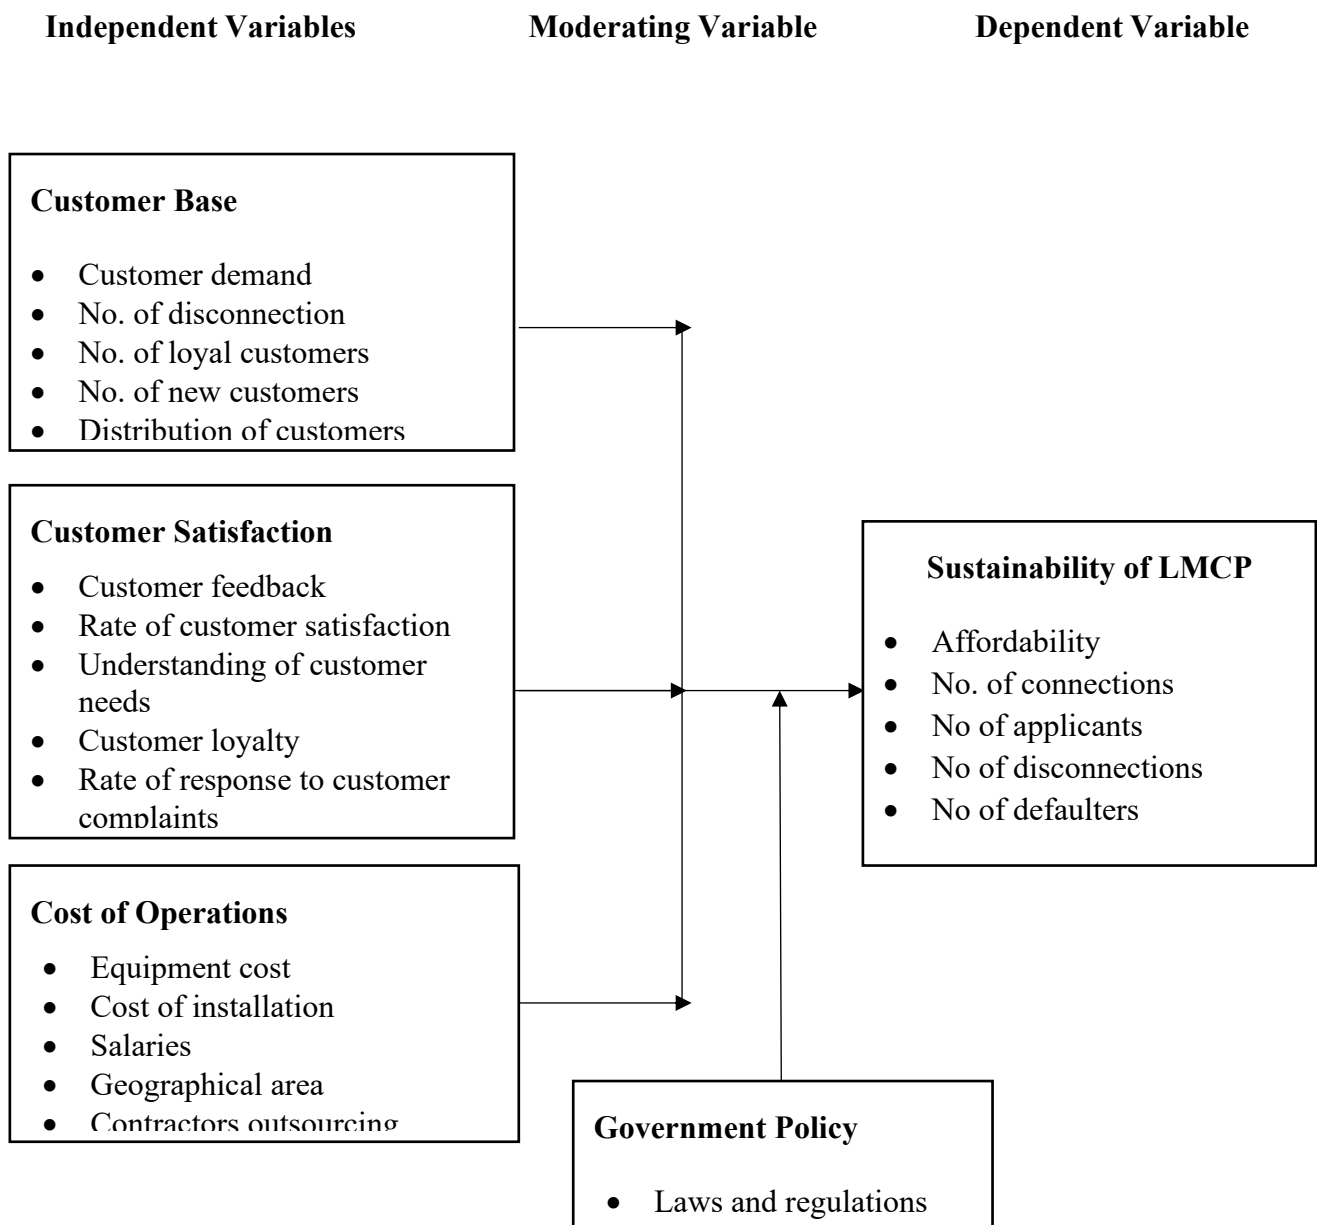 Independent Variables
Moderating Variable
Dependent Variable
Customer Base
• Customer demand
• No. of disconnection
• No. of loyal customers
• No. of new customers
• Distribution of customers
Customer Satisfaction
• Customer feedback
• Rate of customer satisfaction
• Understanding of customer
needs
• Customer loyalty
• Rate of response to customer
complaints
Cost of Operations
• Equipment cost
• Cost of installation
• Salaries
• Geographical area
• Contractors outsourcing
Government Policy
• Laws and regulations
Sustainability of LMCP
• Affordability
• No. of connections
• No of applicants
• No of disconnections
• No of defaulters